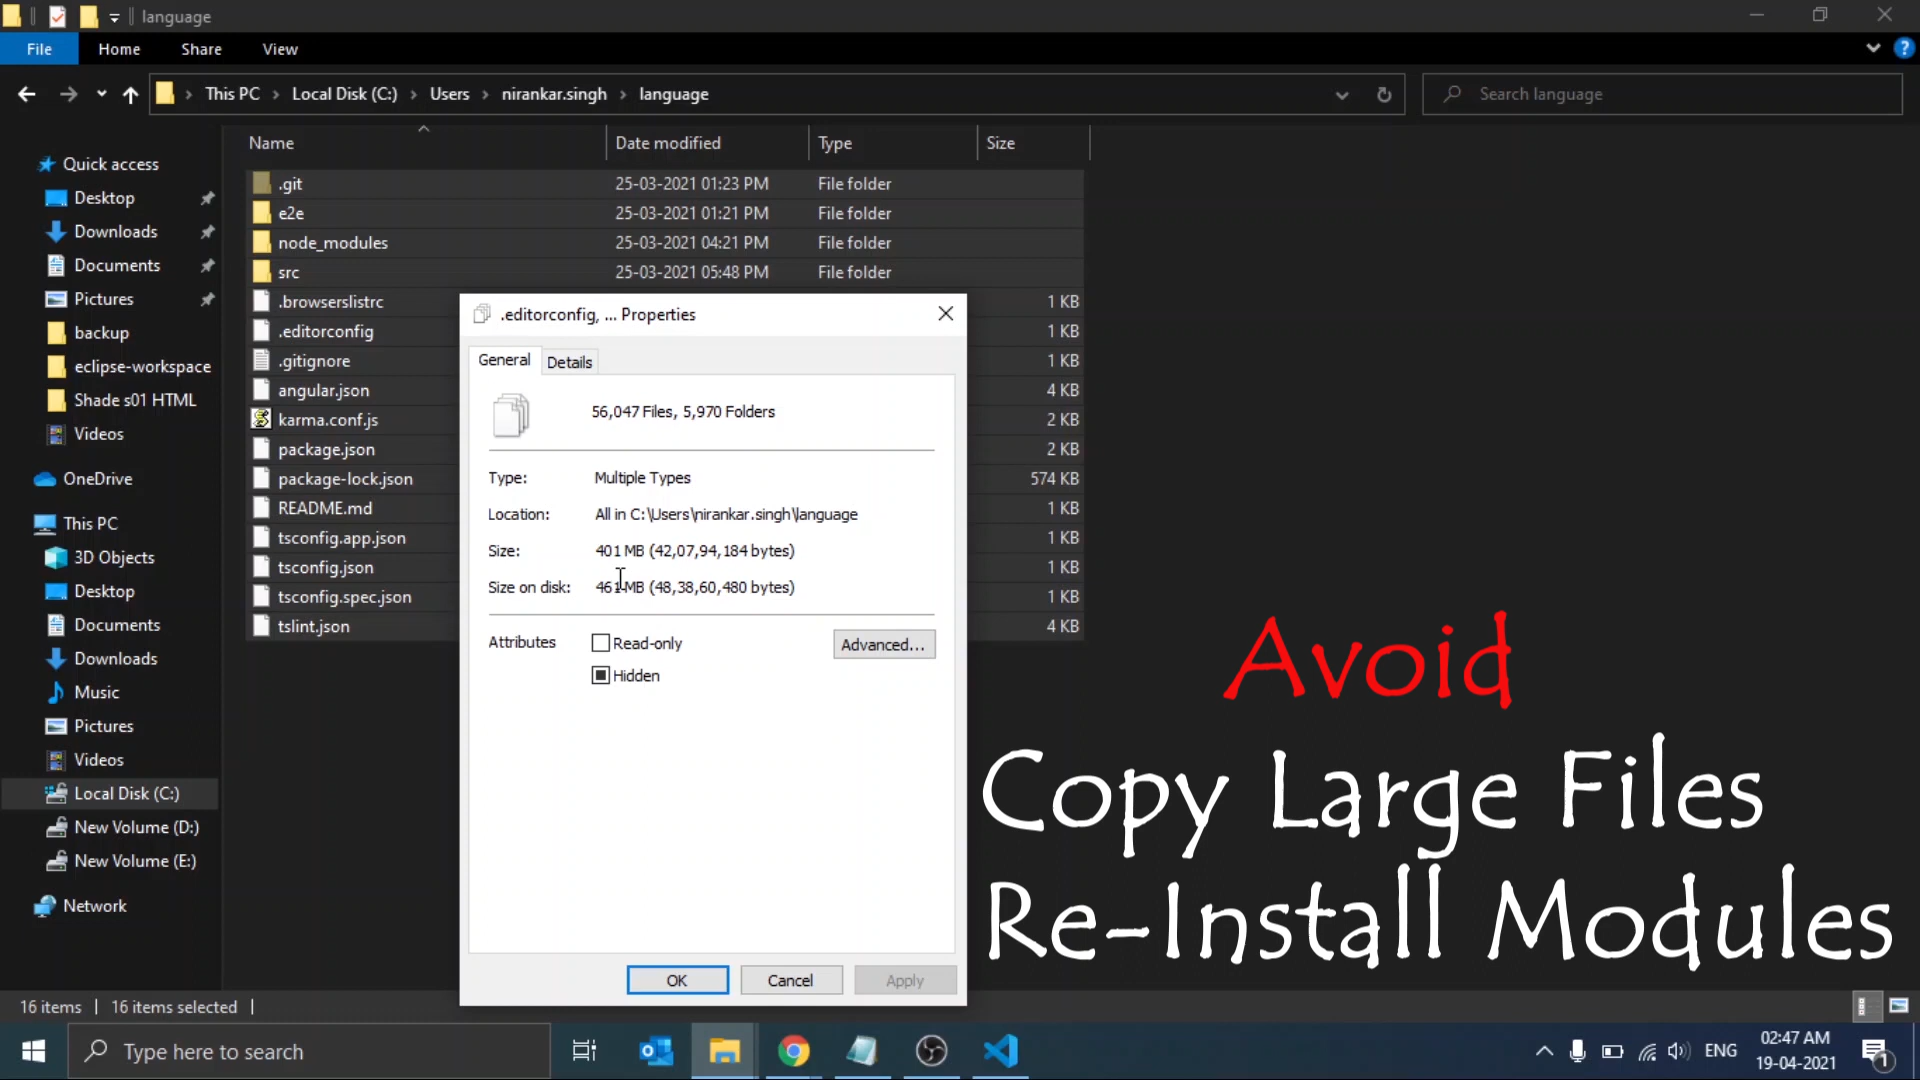 language
File Home Share View
This PC > Local Disk (C:) > Users > nirankar.singh > language
Search language
Name Date modified Type Size
Quick access
Desktop
Downloads
Documents
Pictures
backup
eclipse-workspace
Shade s01 HTML
Videos
OneDrive
This PC
3D Objects
Desktop
Documents
Downloads
Music
Pictures
Videos
Local Disk (C:)
New Volume (D:)
New Volume (E:)
Network
.git 25-03-2021 01:23 PM File folder
e2e 25-03-2021 01:21 PM File folder
node_modules 25-03-2021 04:21 PM File folder
src 25-03-2021 05:48 PM File folder
.browserslistrc 1 KB
.editorconfig 1 KB
.gitignore 1 KB
angular.json 4 KB
karma.conf.js 2 KB
package.json 2 KB
package-lock.json 574 KB
README.md 1 KB
tsconfig.app.json 1 KB
tsconfig.json 1 KB
tsconfig.spec.json 1 KB
tslint.json 4 KB
.editorconfig, ... Properties
General Details
56,047 Files, 5,970 Folders
Type: Multiple Types
Location: All in C:\Users\nirankar.singh\language
Size: 401 MB (42,07,94,184 bytes)
Size on disk: 461 MB (48,38,60,480 bytes)
Attributes Read-only Advanced...
Hidden
OK Cancel Apply
Avoid
Copy Large Files
Re-Install Modules
16 items 16 items selected
Type here to search
ENG
02:47 AM
19-04-2021
1